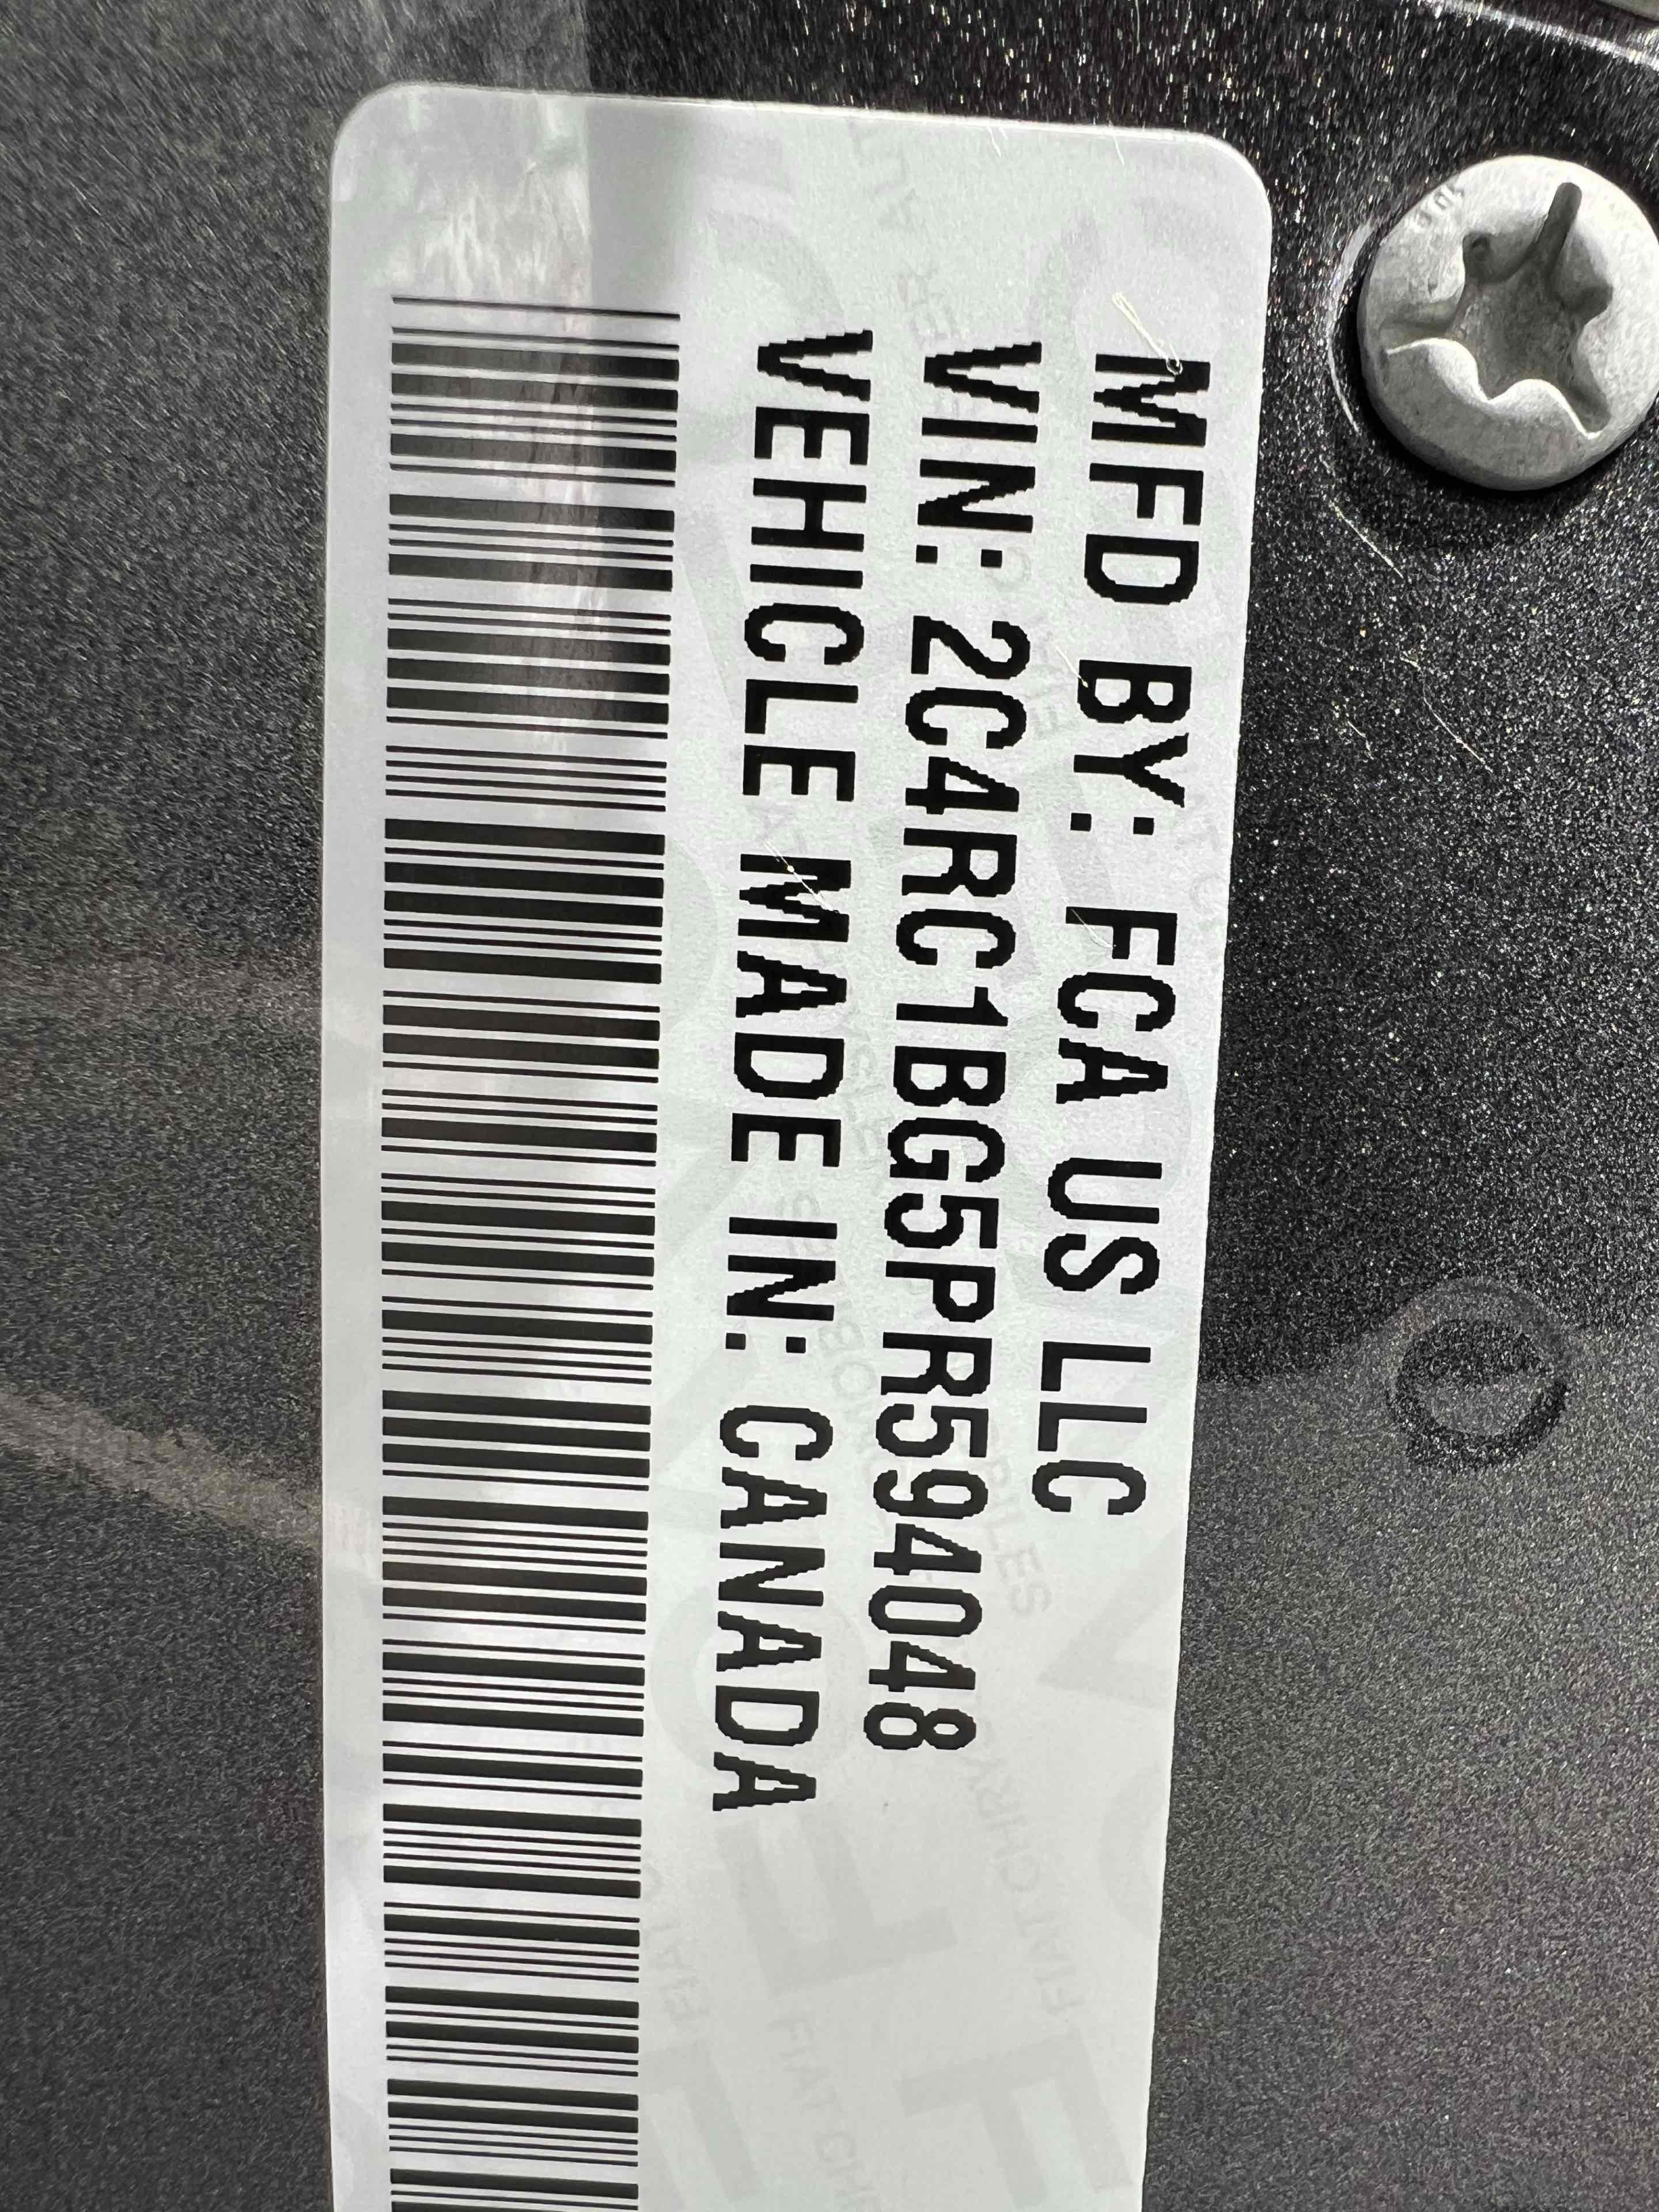 MFD BY: FCA US LLC
VIN: 2C4RC1BG5PR594048
VEHICLE MADE IN: CANADA